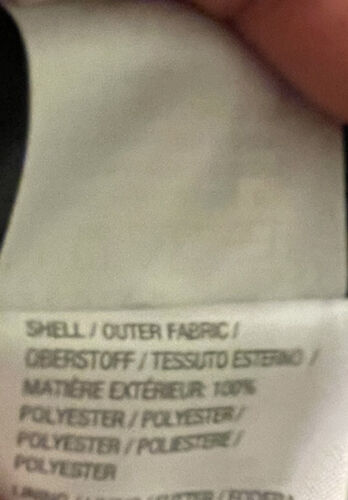 SHELL / OUTER FABRIC /
OBERSTOFF / TESSUTO ESTERNO /
MATIÈRE EXTÉRIEUR: 100%
POLYESTER / POLYESTER /
POLYESTER / POLIESTERE /
POLYESTER